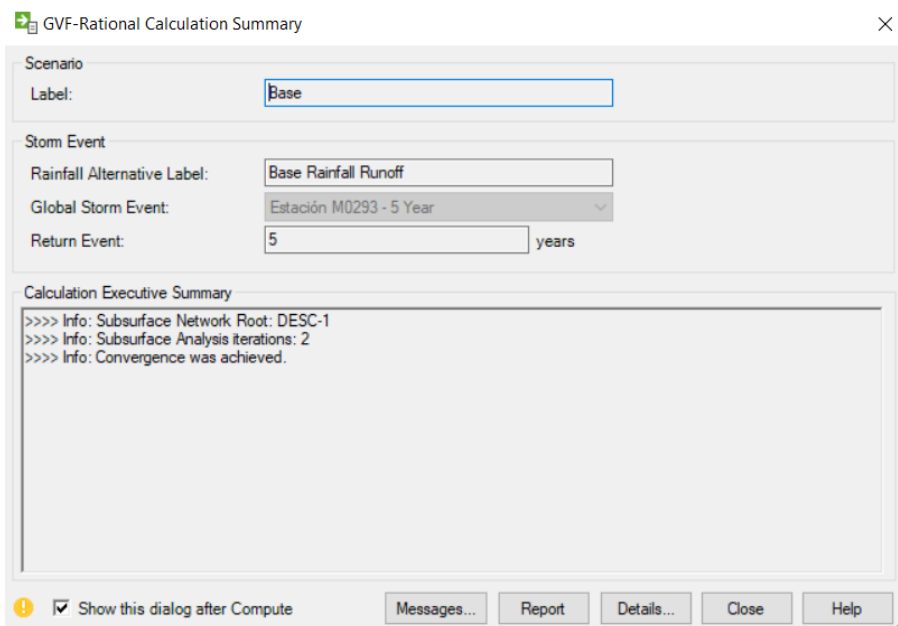 GVF-Rational Calculation Summary
Scenario
Label: Base
Storm Event
Rainfall Alternative Label: Base Rainfall Runoff
Global Storm Event: Estación M0293 - 5 Year
Return Event: 5 years
Calculation Executive Summary
>>>> Info: Subsurface Network Root: DESC-1
>>>> Info: Subsurface Analysis iterations: 2
>>>> Info: Convergence was achieved.
Show this dialog after Compute Messages... Report Details... Close Help